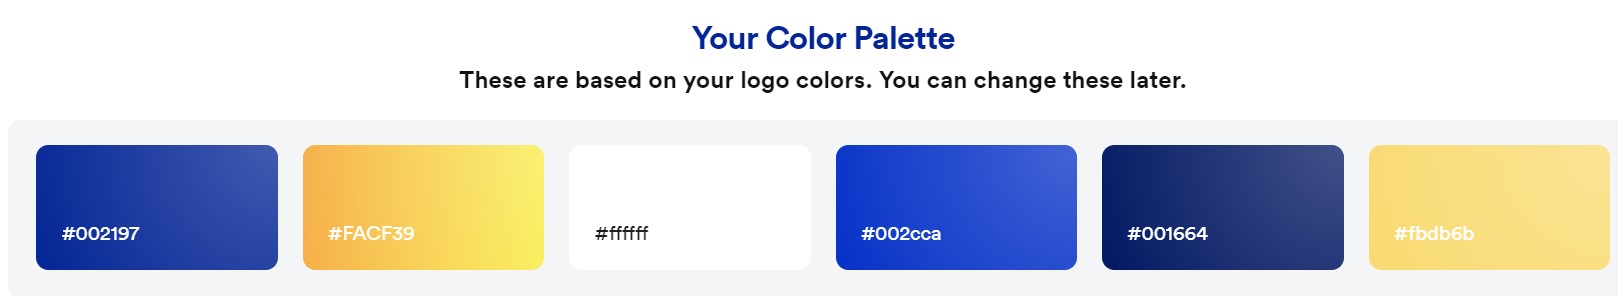 Your Color Palette
These are based on your logo colors. You can change these later.
#002197 #FACF39 #ffffff #002cca #001664 #fbdb6b